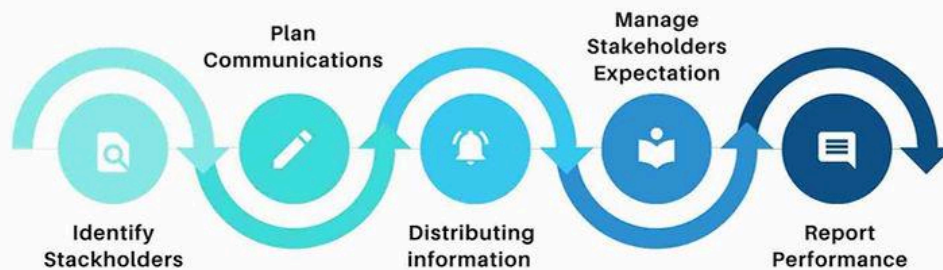 Identify
Stackholders
Plan
Communications
Distributing
information
Manage
Stakeholders
Expectation
Report
Performance